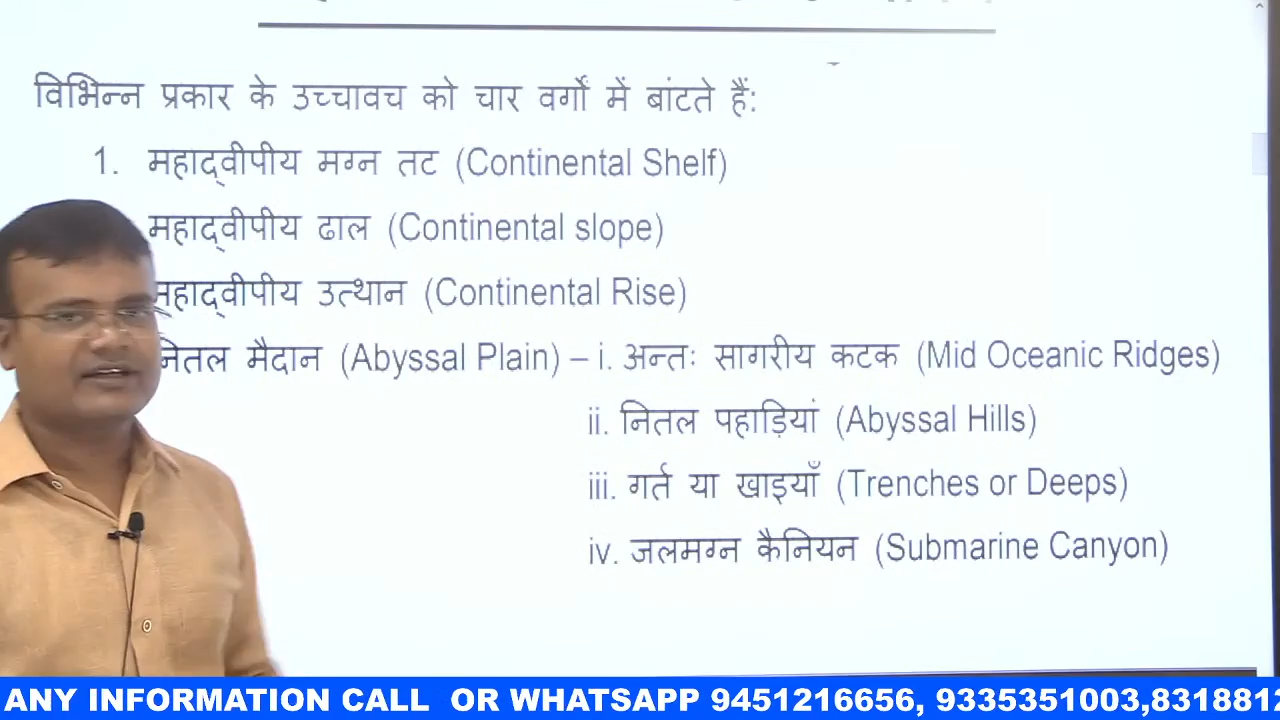 विभिन्न प्रकार के उच्चावच को चार वर्गों में बांटते हैं:
1. महाद्वीपीय मग्न तट (Continental Shelf)
महाद्वीपीय ढाल (Continental slope)
महाद्वीपीय उत्थान (Continental Rise)
नितल मैदान (Abyssal Plain) – i. अन्तः सागरीय कटक (Mid Oceanic Ridges)
ii. नितल पहाड़ियां (Abyssal Hills)
iii. गर्त या खाइयाँ (Trenches or Deeps)
iv. जलमग्न कैनियन (Submarine Canyon)
ANY INFORMATION CALL OR WHATSAPP 9451216656, 9335351003,8318812